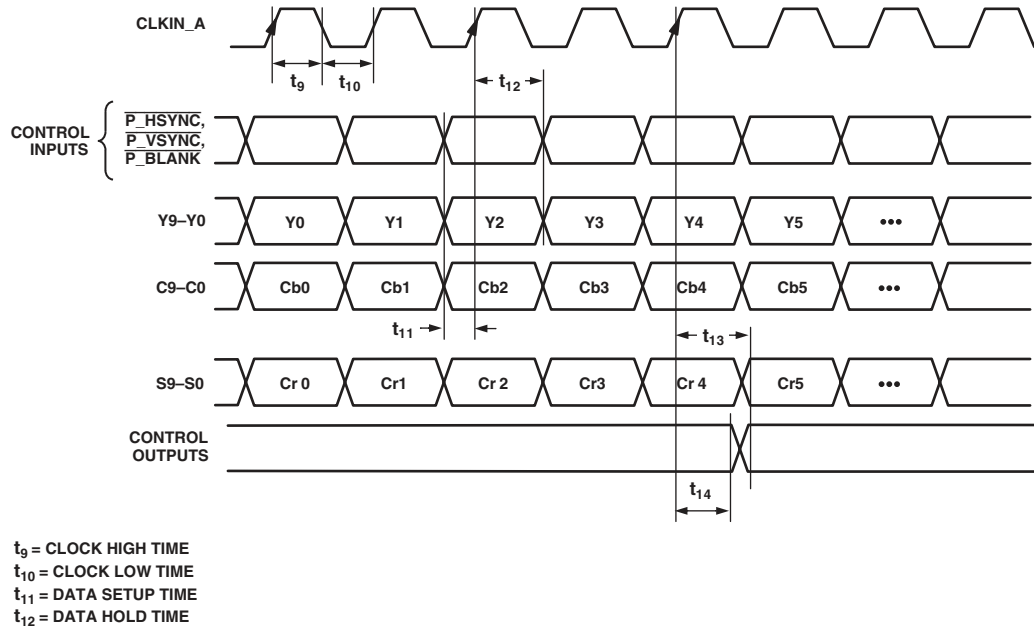 CLKIN_A
t9
t10
t12
CONTROL INPUTS
P_HSYNC,
P_VSYNC,
P_BLANK
Y9–Y0
Y0
Y1
Y2
Y3
Y4
Y5
•••
C9–C0
Cb0
Cb1
Cb2
Cb3
Cb4
Cb5
•••
t11
t13
S9–S0
Cr 0
Cr1
Cr 2
Cr3
Cr 4
Cr5
•••
CONTROL
OUTPUTS
t14
t9 = CLOCK HIGH TIME
t10 = CLOCK LOW TIME
t11 = DATA SETUP TIME
t12 = DATA HOLD TIME